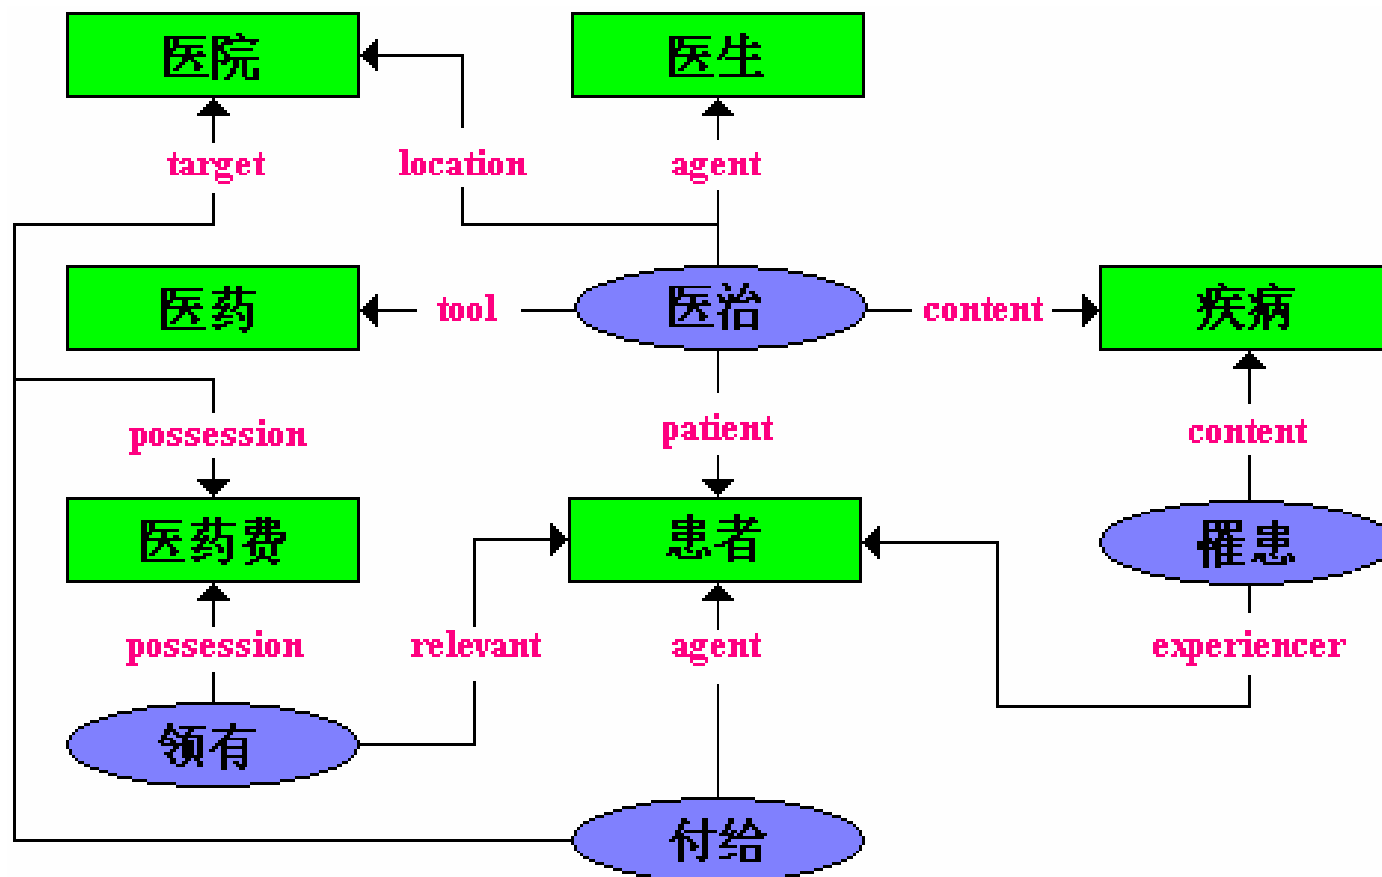 医院
医生
target
location
agent
医药
tool
医治
content
疾病
possession
patient
content
医药费
患者
罹患
possession
relevant
agent
experiencer
领有
付给